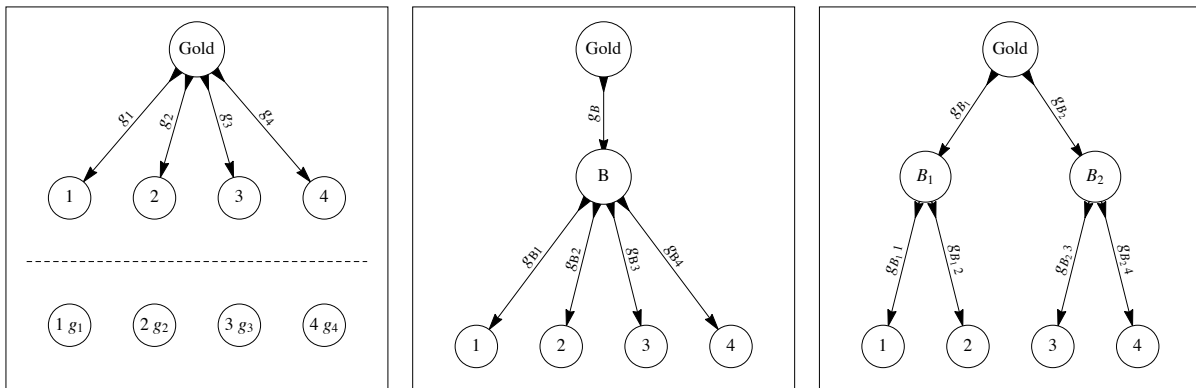 Gold
g1 g2 g3 g4
1 2 3 4
1 g1 2 g2 3 g3 4 g4
Gold
gB
B
gB1 gB2 gB3 gB4
1 2 3 4
Gold
gB1 gB2
B1 B2
gB1 1 gB1 2 gB2 3 gB2 4
1 2 3 4